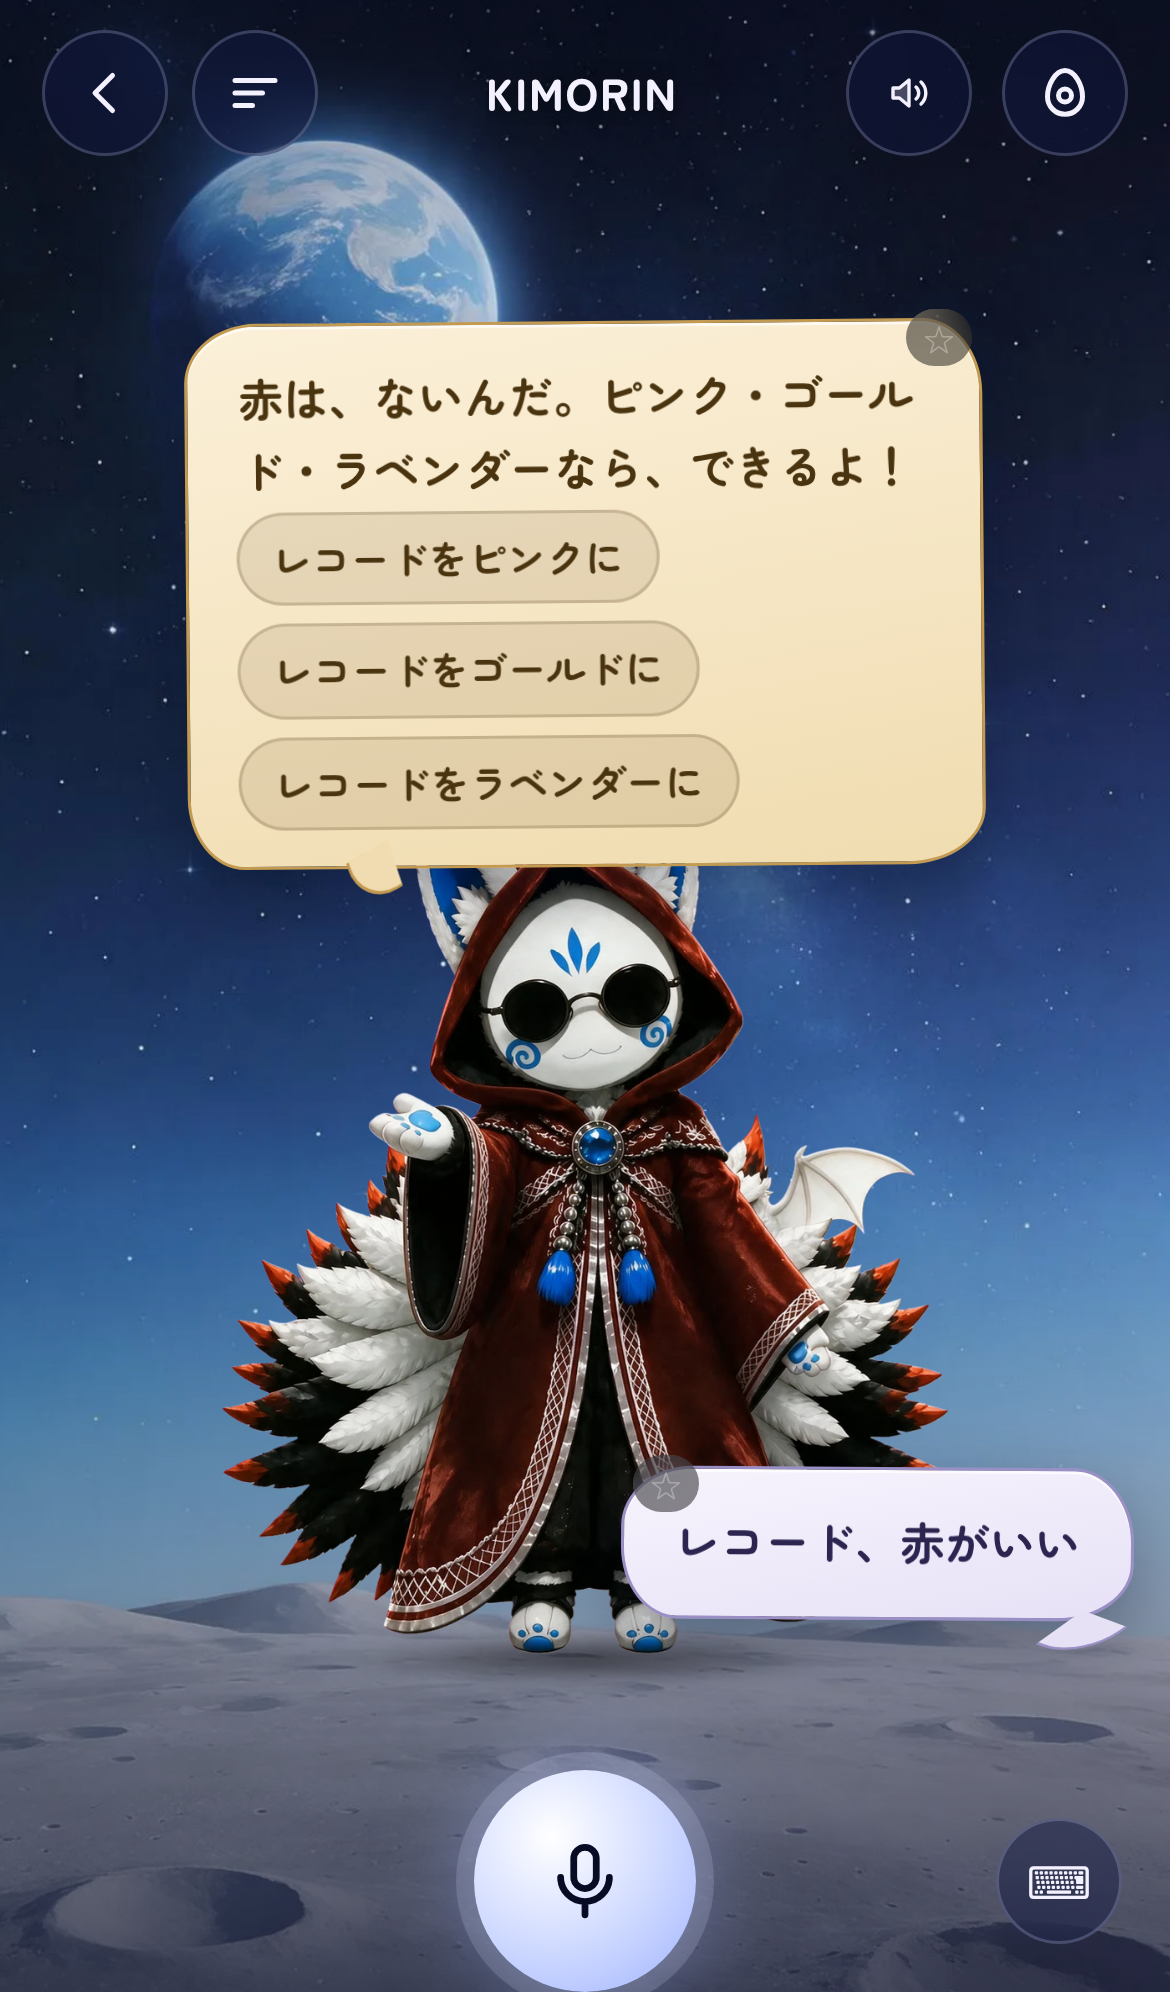 KIMORIN
赤は、ないんだ。ピンク・ゴール
ド・ラベンダーなら、できるよ！
レコードをピンクに
レコードをゴールドに
レコードをラベンダーに
レコード、赤がいい